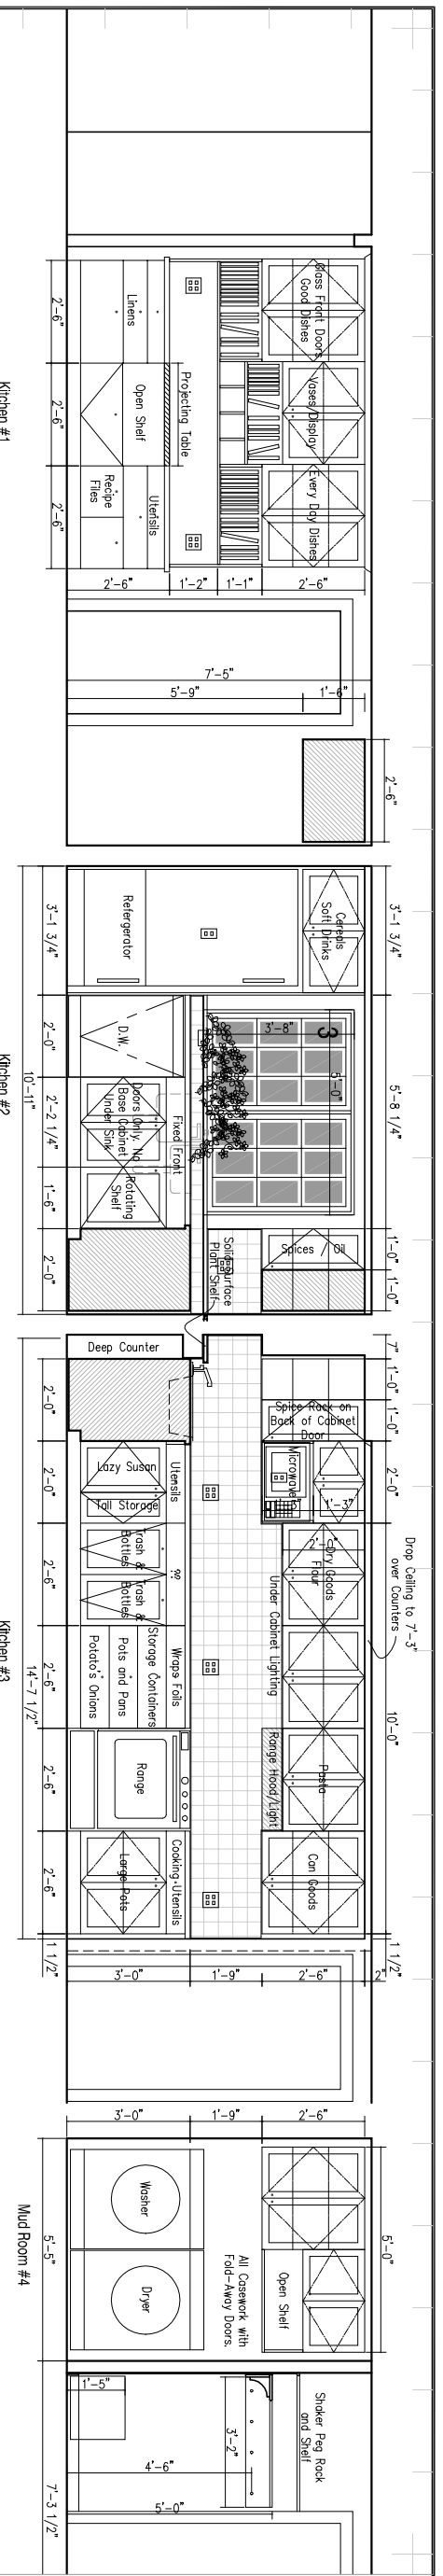 Glass Front Doors
Good Dishes
Vases/Display
Every Day Dishes
Projecting Table
Linens
Open Shelf
Utensils
Recipe
Files
2'-6"
2'-6"
2'-6"
2'-6"
1'-2"
1'-1"
2'-6"
7'-5"
5'-9"
1'-6"
2'-6"
Kitchen #1
3'-1 3/4"
5'-8 1/4"
1'-0"
1'-0"
Cereals
Soft Drinks
Refergerator
3
3'-8"
5'-0"
Spices / Oil
Solid Surface
Plant Shelf
D.W.
Fixed Front
Doors Only. No
Base Cabinet
Under Sink
Rotating
Shelf
3'-1 3/4"
2'-0"
2'-2 1/4"
1'-6"
2'-0"
10'-11"
Kitchen #2
7"
1'-0"
1'-0"
2'-0"
10'-0"
1 1/2"
Drop Ceiling to 7'-3"
over Counters
Spice Rack on
Back of Cabinet
Door
Microwave
1'-3"
Dry Goods
Flour
Pasta
Can Goods
Under Cabinet Lighting
Range Hood/Light
Deep Counter
Utensils
??
Wraps Foils
Cooking Utensils
Lazy Susan
Tall Storage
Trash &
Bottles
Trash &
Bottles
Storage Containers
Pots and Pans
Potato's Onions
Range
Large Pots
2'-0"
2'-0"
2'-6"
2'-6"
2'-6"
2'-6"
1 1/2"
14'-7 1/2"
3'-0"
1'-9"
2'-6"
2"
Kitchen #3
3'-0"
1'-9"
2'-6"
5'-0"
Open Shelf
All Casework with
Fold-Away Doors.
Washer
Dryer
5'-5"
Mud Room #4
Shaker Peg Rack
and Shelf
1'-5"
3'-2"
4'-6"
5'-0"
7'-3 1/2"